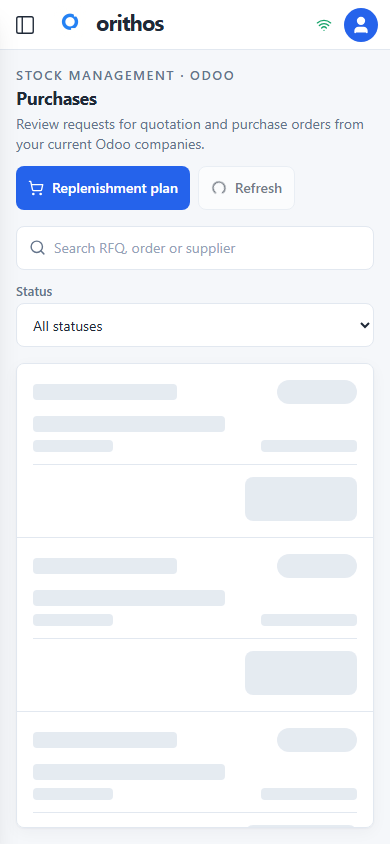 orithos
STOCK MANAGEMENT · ODOO
Purchases
Review requests for quotation and purchase orders from
your current Odoo companies.
Replenishment plan
Refresh
Search RFQ, order or supplier
Status
All statuses